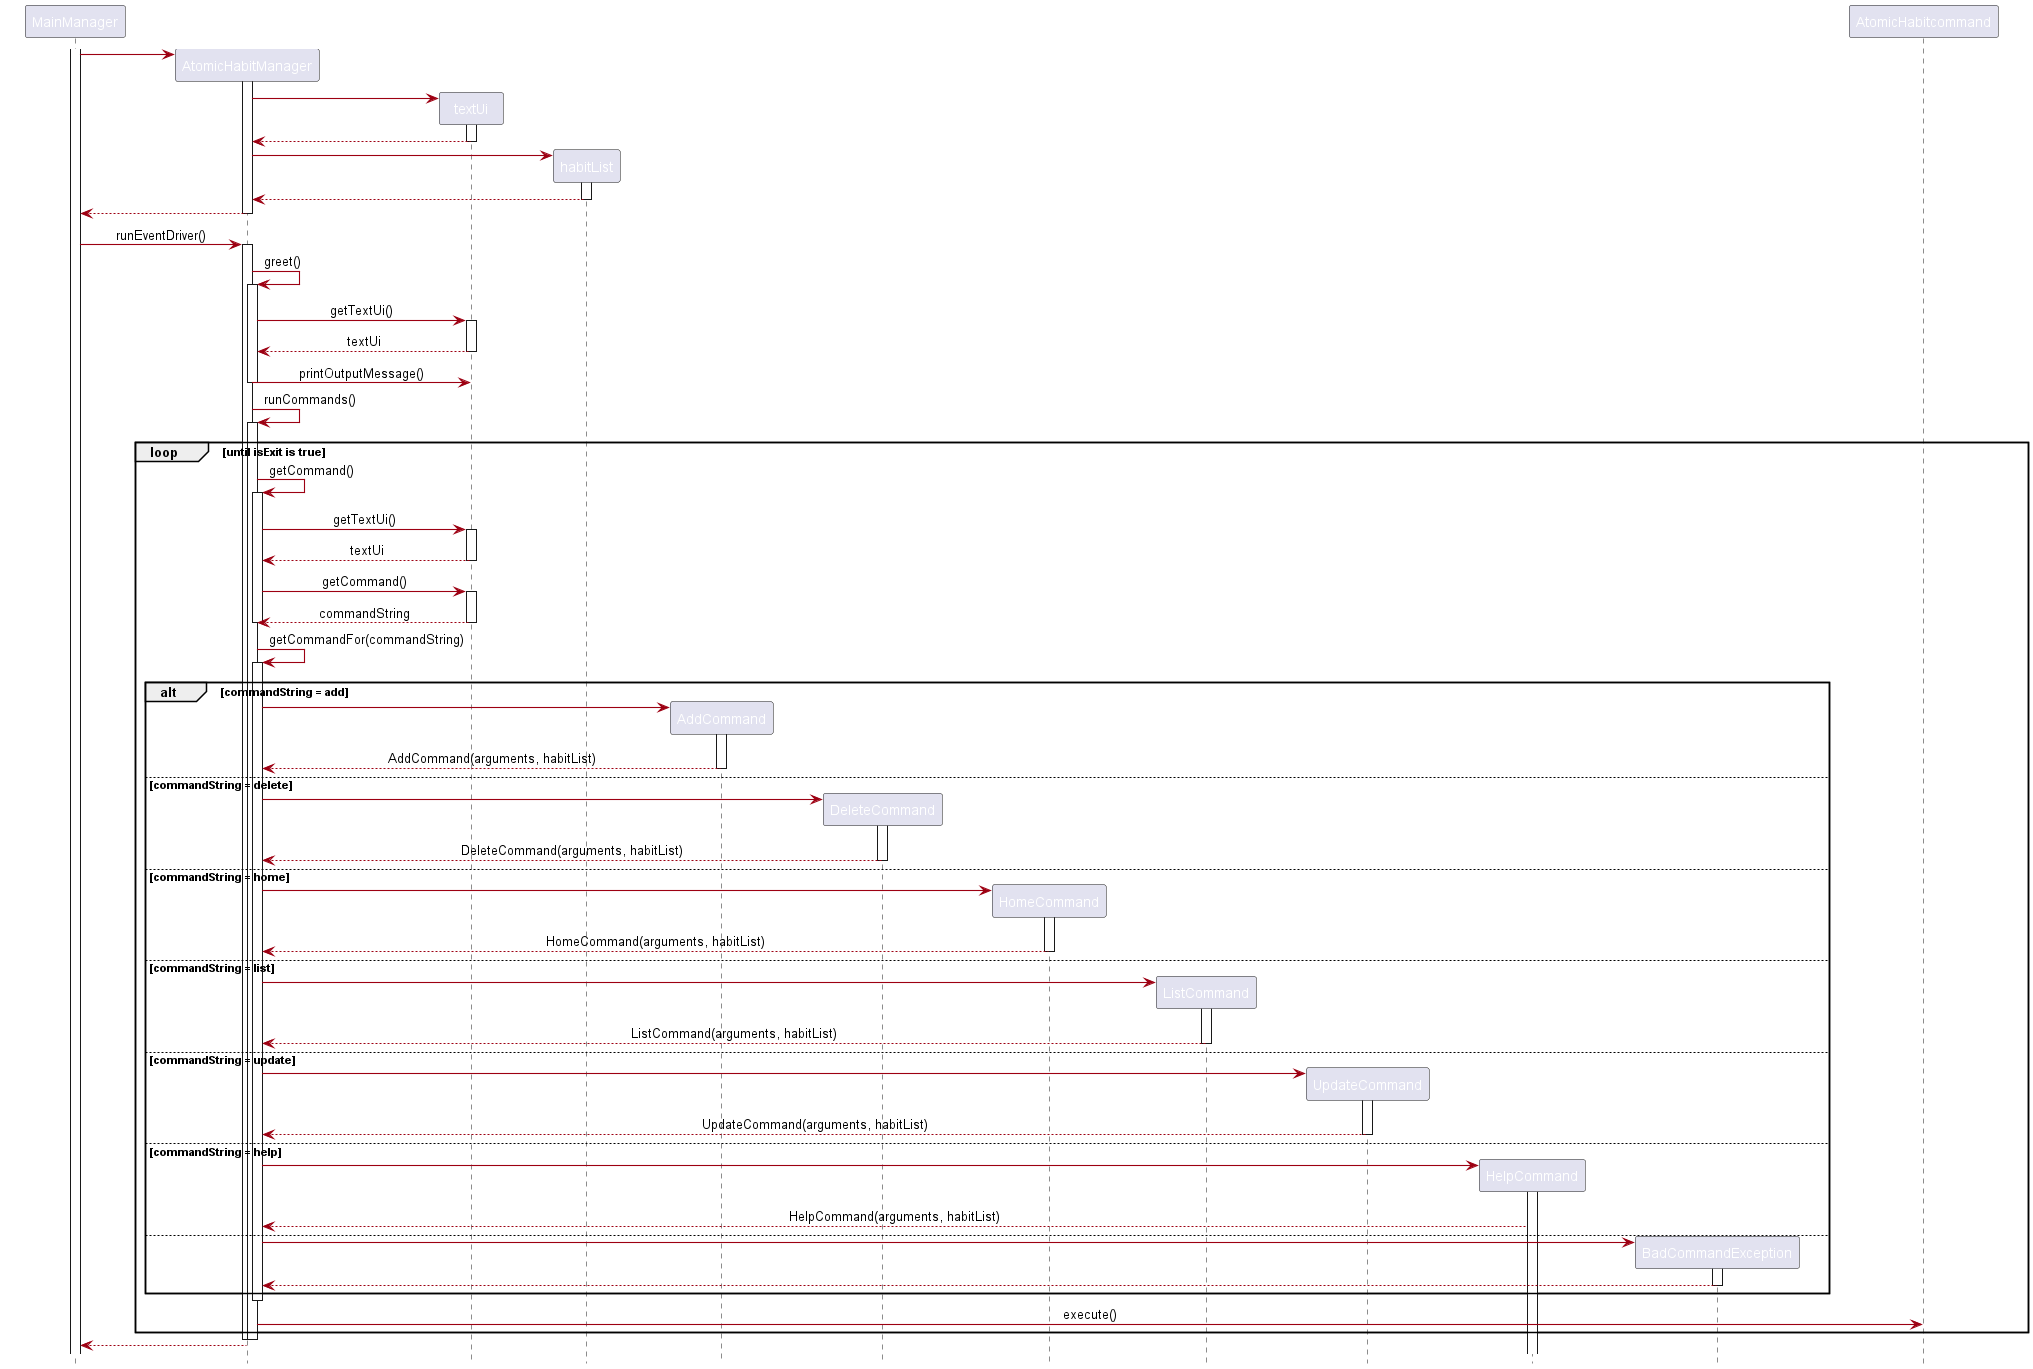 MainManager
AtomicHabitcommand
AtomicHabitManager
textUi
habitList
runEventDriver()
greet()
getTextUi()
textUi
printOutputMessage()
runCommands()
loop [until isExit is true]
getCommand()
getTextUi()
textUi
getCommand()
commandString
getCommandFor(commandString)
alt [commandString = add]
AddCommand
AddCommand(arguments, habitList)
[commandString = delete]
DeleteCommand
DeleteCommand(arguments, habitList)
[commandString = home]
HomeCommand
HomeCommand(arguments, habitList)
[commandString = list]
ListCommand
ListCommand(arguments, habitList)
[commandString = update]
UpdateCommand
UpdateCommand(arguments, habitList)
[commandString = help]
HelpCommand
HelpCommand(arguments, habitList)
BadCommandException
execute()